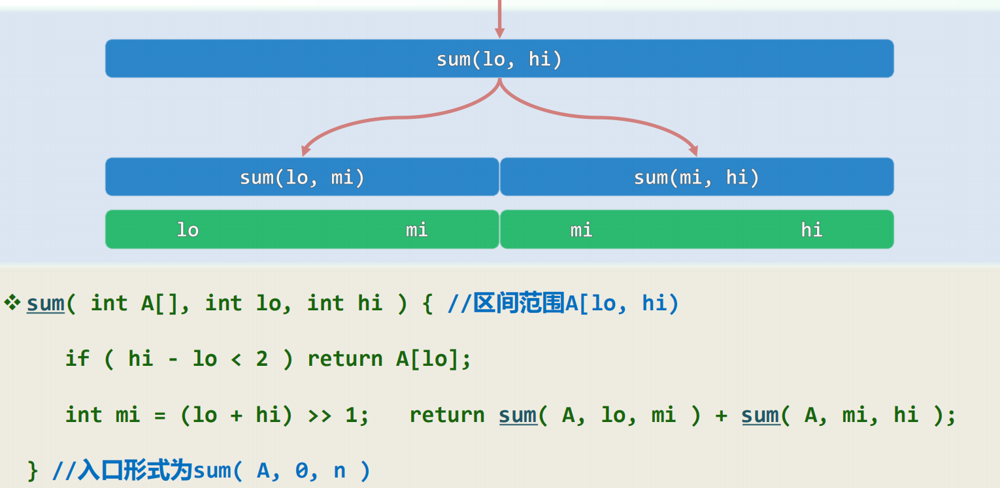 sum(lo, hi)
sum(lo, mi) sum(mi, hi)
lo mi mi hi
❖ sum( int A[], int lo, int hi ) { //区间范围A[lo, hi)
if ( hi - lo < 2 ) return A[lo];
int mi = (lo + hi) >> 1; return sum( A, lo, mi ) + sum( A, mi, hi );
} //入口形式为sum( A, 0, n )